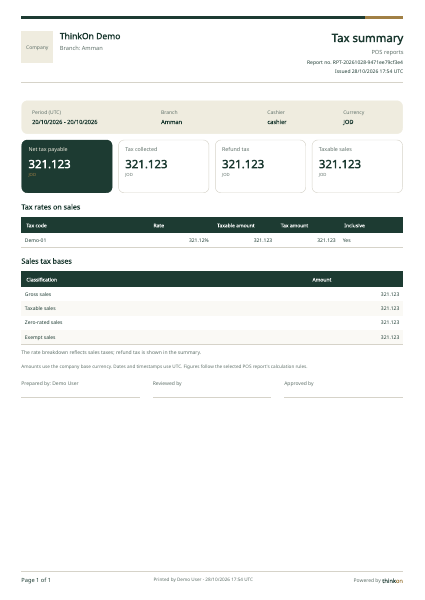 Company
ThinkOn Demo
Branch: Amman
Tax summary
POS reports
Report no. RPT-20261028-9471ee79cf3e4
Issued 28/10/2026 17:54 UTC
Period (UTC) Branch Cashier Currency
20/10/2026 - 20/10/2026 Amman cashier JOD
Net tax payable Tax collected Refund tax Taxable sales
321.123 321.123 321.123 321.123
JOD JOD JOD JOD
Tax rates on sales
Tax code Rate Taxable amount Tax amount Inclusive
Demo-01 321.12% 321.123 321.123 Yes
Sales tax bases
Classification Amount
Gross sales 321.123
Taxable sales 321.123
Zero-rated sales 321.123
Exempt sales 321.123
The rate breakdown reflects sales taxes; refund tax is shown in the summary.
Amounts use the company base currency. Dates and timestamps use UTC. Figures follow the selected POS report's calculation rules.
Prepared by: Demo User Reviewed by Approved by
Page 1 of 1 Printed by Demo User · 28/10/2026 17:54 UTC Powered by thinkon